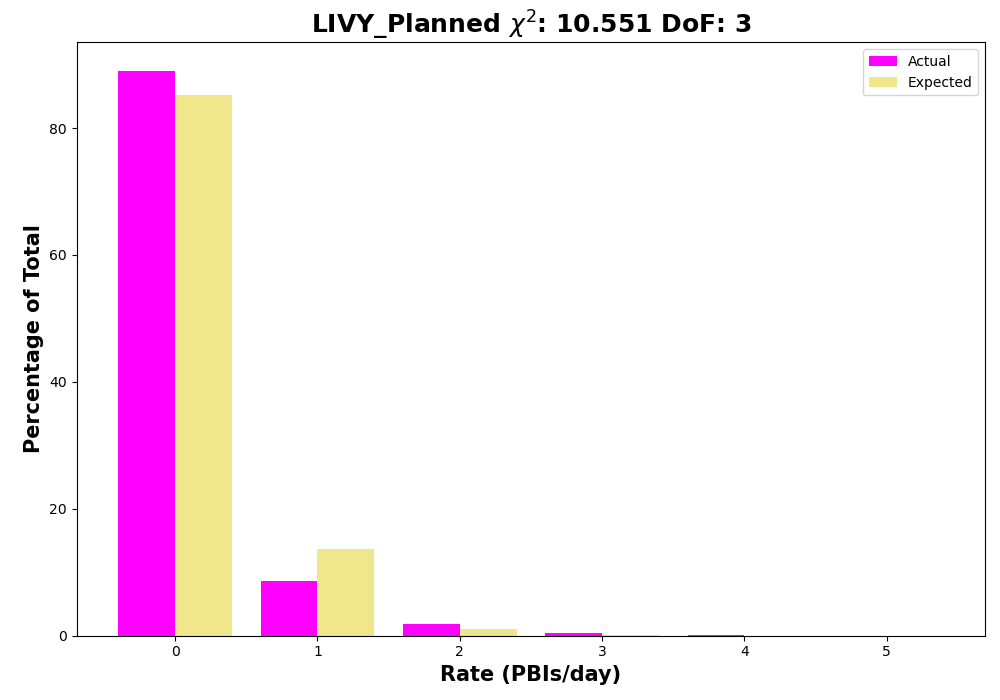 LIVY_Planned χ²: 10.551 DoF: 3
Actual
Expected
Percentage of Total
80
60
40
20
0
0 1 2 3 4 5
Rate (PBIs/day)